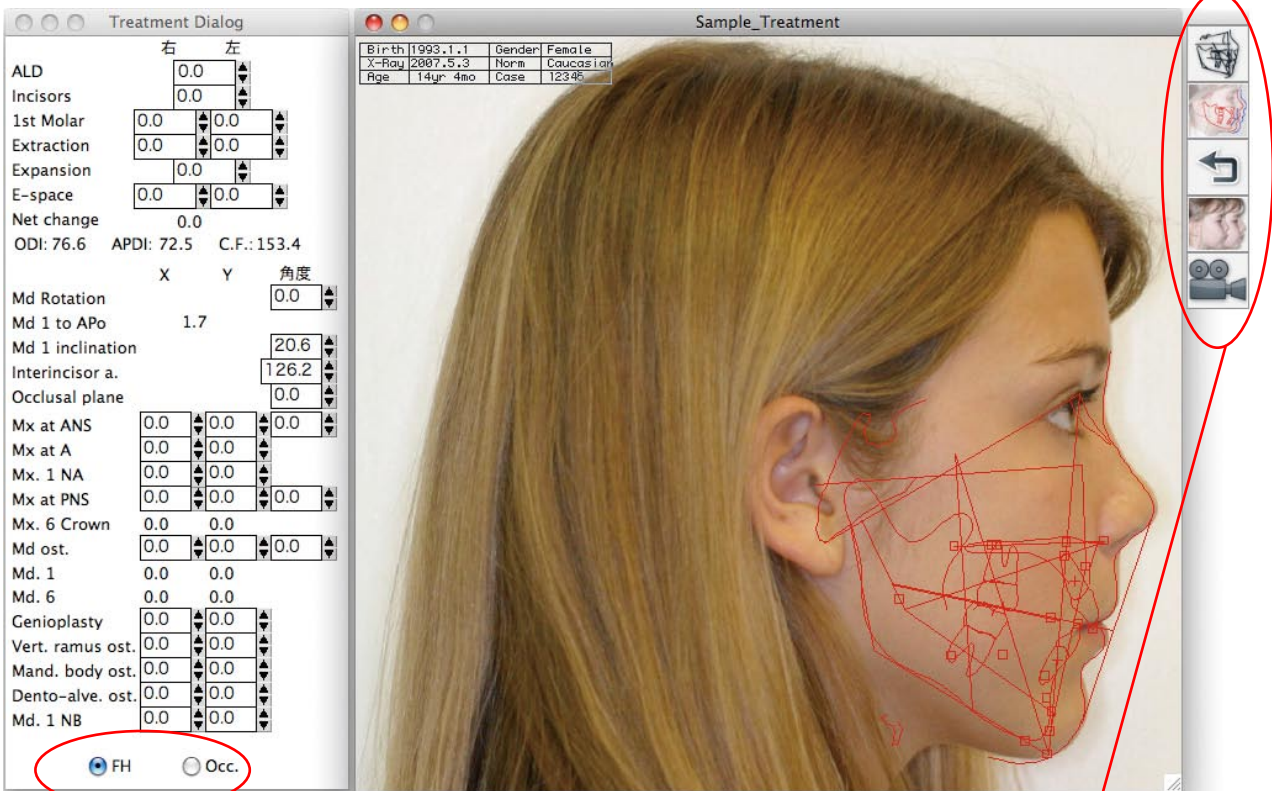 Treatment Dialog
右 左
ALD 0.0
Incisors 0.0
1st Molar 0.0 0.0
Extraction 0.0 0.0
Expansion 0.0
E-space 0.0 0.0
Net change 0.0
ODI: 76.6 APDI: 72.5 C.F.: 153.4
X Y 角度
Md Rotation 0.0
Md 1 to APo 1.7
Md 1 inclination 20.6
Interincisor a. 126.2
Occlusal plane 0.0
Mx at ANS 0.0 0.0 0.0
Mx at A 0.0 0.0
Mx. 1 NA 0.0 0.0
Mx at PNS 0.0 0.0 0.0
Mx. 6 Crown 0.0 0.0
Md ost. 0.0 0.0 0.0
Md. 1 0.0 0.0
Md. 6 0.0 0.0
Genioplasty 0.0 0.0
Vert. ramus ost. 0.0 0.0
Mand. body ost. 0.0 0.0
Dento-alve. ost. 0.0 0.0
Md. 1 NB 0.0 0.0
FH Occ.
Sample_Treatment
Birth 1993.1.1 Gender Female
X-Ray 2007.5.3 Norm Caucasian
Age 14yr 4mo Case 12345